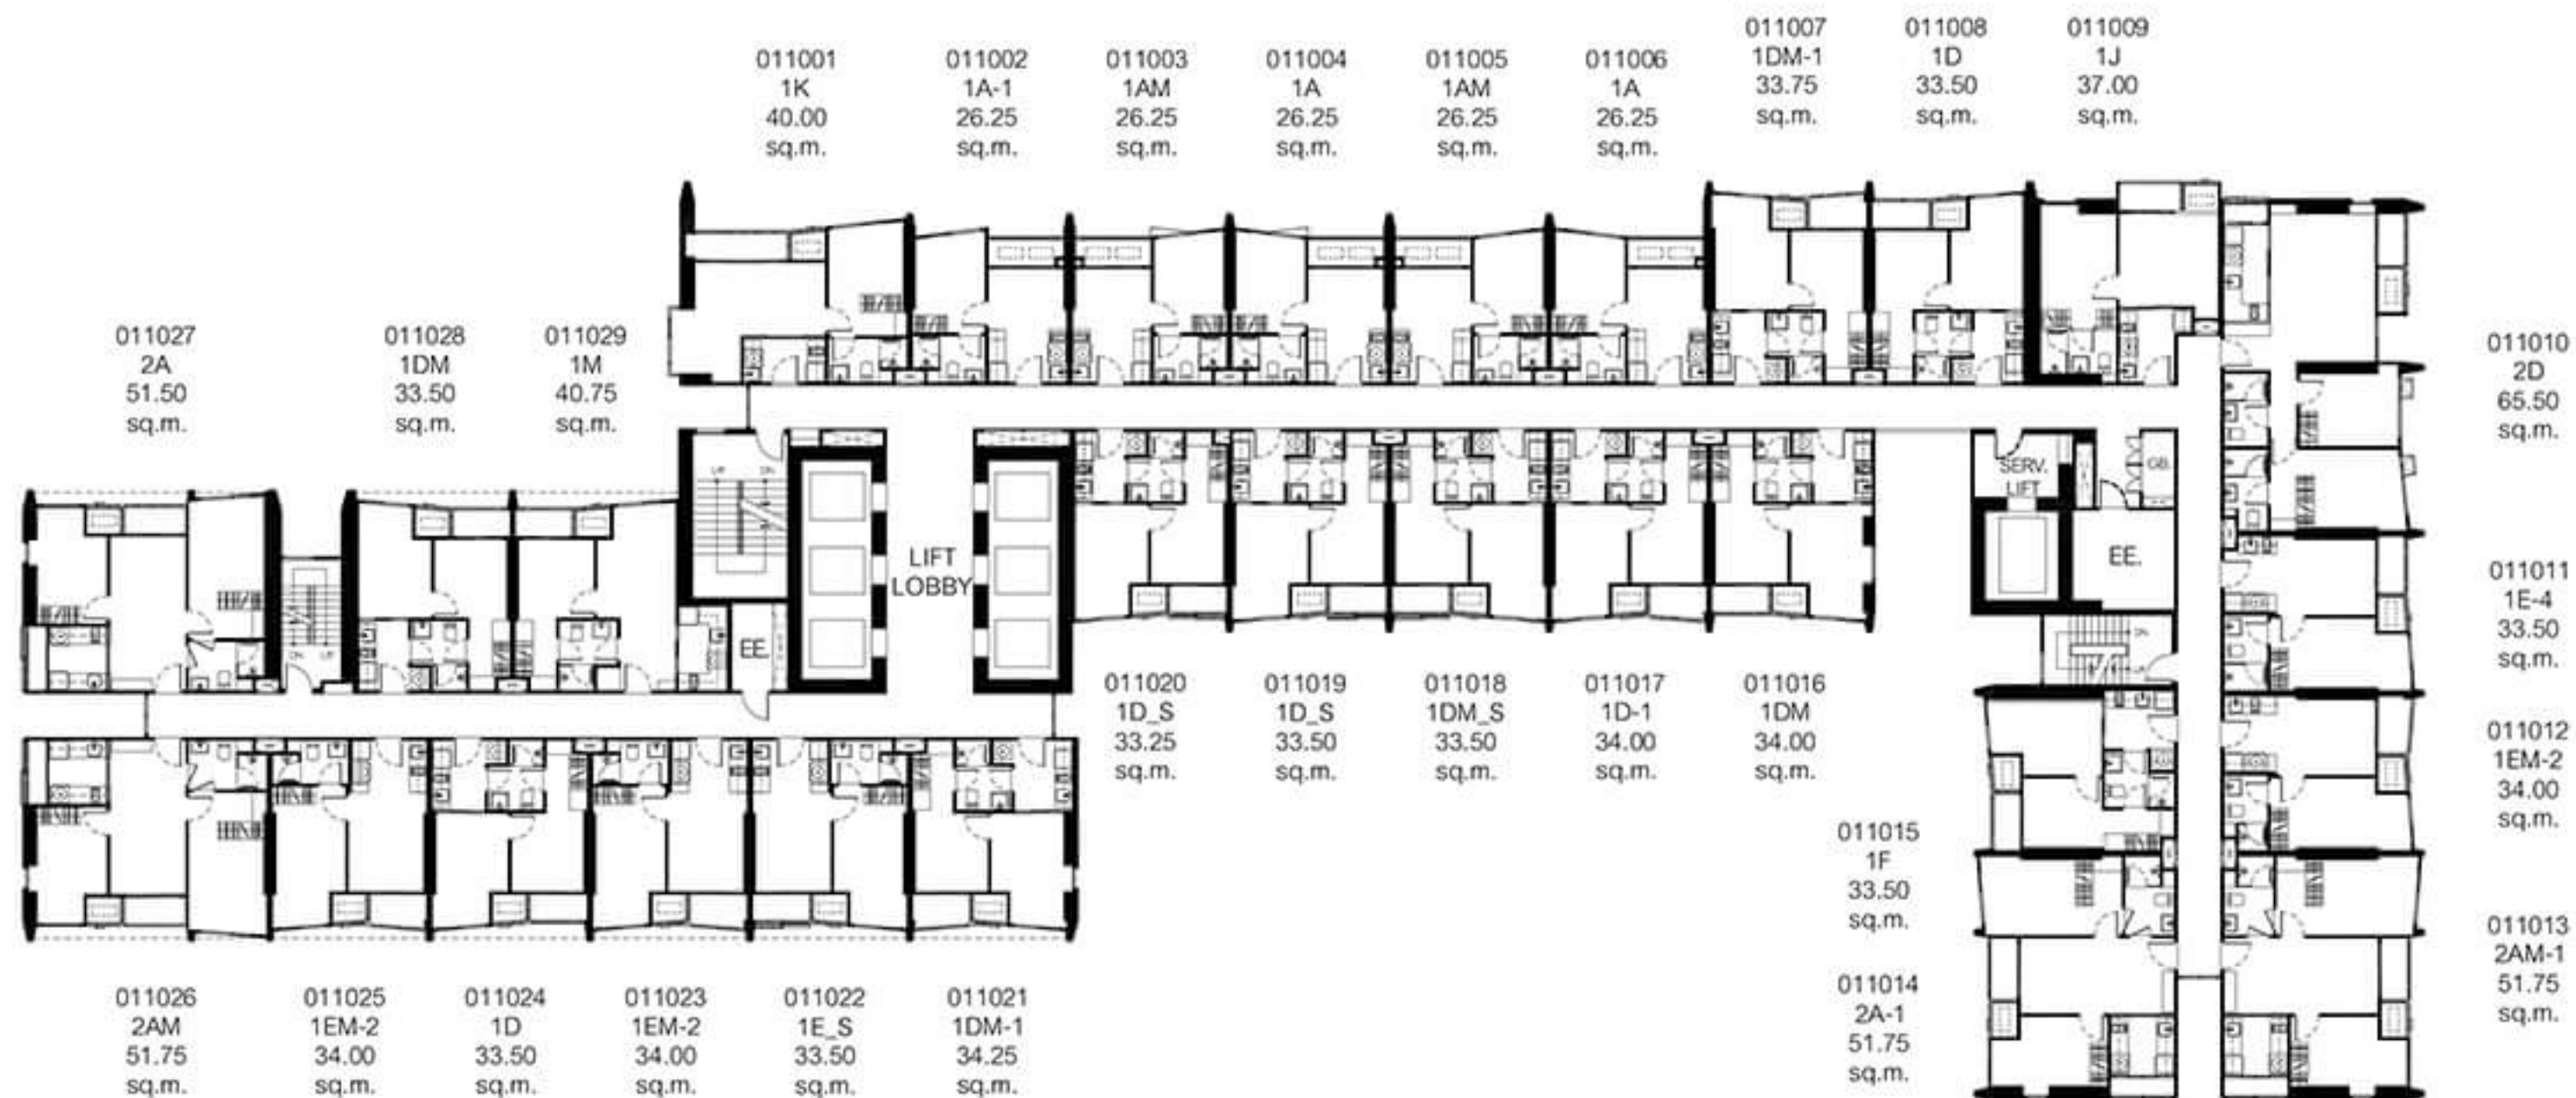 011001
1K
40.00
sq.m.
011002
1A-1
26.25
sq.m.
011003
1AM
26.25
sq.m.
011004
1A
26.25
sq.m.
011005
1AM
26.25
sq.m.
011006
1A
26.25
sq.m.
011007
1DM-1
33.75
sq.m.
011008
1D
33.50
sq.m.
011009
1J
37.00
sq.m.
011027
2A
51.50
sq.m.
011028
1DM
33.50
sq.m.
011029
1M
40.75
sq.m.
011010
2D
65.50
sq.m.
SERV.
LIFT
GB.
EE.
LIFT
LOBBY
EE.
011011
1E-4
33.50
sq.m.
011020
1D_S
33.25
sq.m.
011019
1D_S
33.50
sq.m.
011018
1DM_S
33.50
sq.m.
011017
1D-1
34.00
sq.m.
011016
1DM
34.00
sq.m.
011012
1EM-2
34.00
sq.m.
011015
1F
33.50
sq.m.
011013
2AM-1
51.75
sq.m.
011014
2A-1
51.75
sq.m.
011026
2AM
51.75
sq.m.
011025
1EM-2
34.00
sq.m.
011024
1D
33.50
sq.m.
011023
1EM-2
34.00
sq.m.
011022
1E_S
33.50
sq.m.
011021
1DM-1
34.25
sq.m.